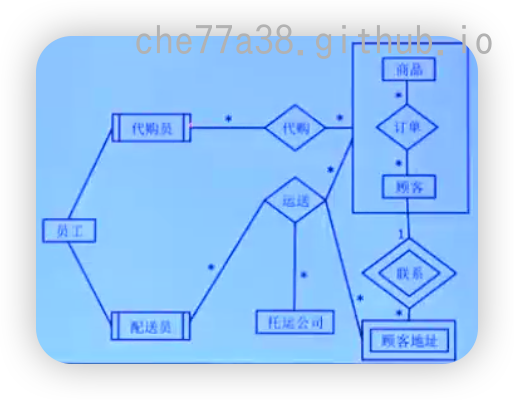 che77a38.github.io
商品
代购员
*
代购
*
*
订单
*
*
顾客
运送
员工
1
*
联系
*
*
*
配送员
托运公司
顾客地址